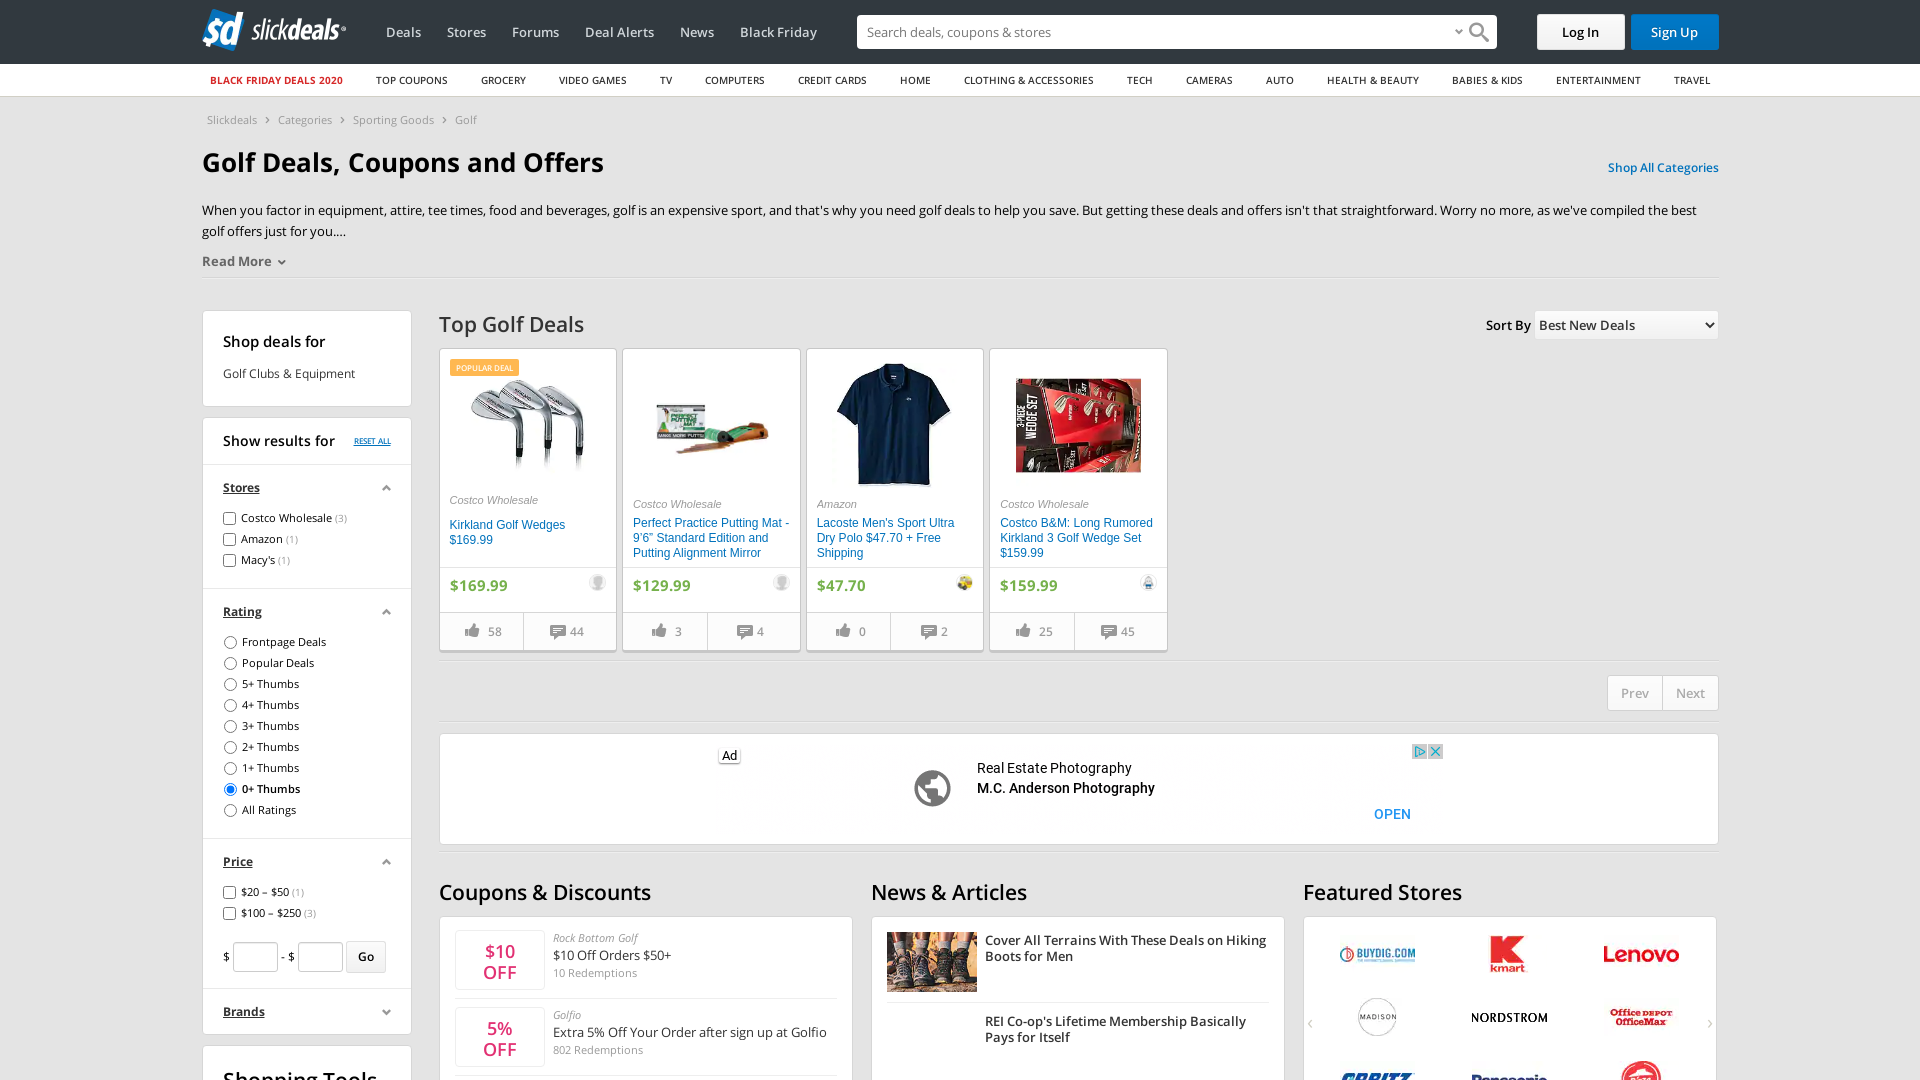 sd slickdeals
Deals
Stores
Forums
Deal Alerts
News
Black Friday
Search deals, coupons & stores
Log In
Sign Up
BLACK FRIDAY DEALS 2020
TOP COUPONS
GROCERY
VIDEO GAMES
TV
COMPUTERS
CREDIT CARDS
HOME
CLOTHING & ACCESSORIES
TECH
CAMERAS
AUTO
HEALTH & BEAUTY
BABIES & KIDS
ENTERTAINMENT
TRAVEL
Slickdeals > Categories > Sporting Goods > Golf
Golf Deals, Coupons and Offers
Shop All Categories
When you factor in equipment, attire, tee times, food and beverages, golf is an expensive sport, and that's why you need golf deals to help you save. But getting these deals and offers isn't that straightforward. Worry no more, as we've compiled the best
golf offers just for you....
Read More
Shop deals for
Golf Clubs & Equipment
Show results for
RESET ALL
Stores
Costco Wholesale (3)
Amazon (1)
Macy's (1)
Rating
Frontpage Deals
Popular Deals
5+ Thumbs
4+ Thumbs
3+ Thumbs
2+ Thumbs
1+ Thumbs
0+ Thumbs
All Ratings
Price
$20 – $50 (1)
$100 – $250 (3)
$ - $ Go
Brands
Shopping Tools
Top Golf Deals
Sort By
Best New Deals
POPULAR DEAL
Costco Wholesale
Kirkland Golf Wedges
$169.99
$169.99
58
44
PERFECT
PUTTING MAT
Costco Wholesale
Perfect Practice Putting Mat -
9’6” Standard Edition and
Putting Alignment Mirror
$129.99
3
4
Amazon
Lacoste Men's Sport Ultra
Dry Polo $47.70 + Free
Shipping
$47.70
0
2
3-PIECE
WEDGE SET
Costco Wholesale
Costco B&M: Long Rumored
Kirkland 3 Golf Wedge Set
$159.99
$159.99
25
45
Prev
Next
Ad
Real Estate Photography
M.C. Anderson Photography
OPEN
Coupons & Discounts
$10
OFF
Rock Bottom Golf
$10 Off Orders $50+
10 Redemptions
5%
OFF
Golfio
Extra 5% Off Your Order after sign up at Golfio
802 Redemptions
News & Articles
Cover All Terrains With These Deals on Hiking
Boots for Men
REI Co-op's Lifetime Membership Basically
Pays for Itself
Featured Stores
BUYDIG.COM
kmart
Lenovo
MADISON
NORDSTROM
Office DEPOT
OfficeMax
ORBITZ
Panasonic